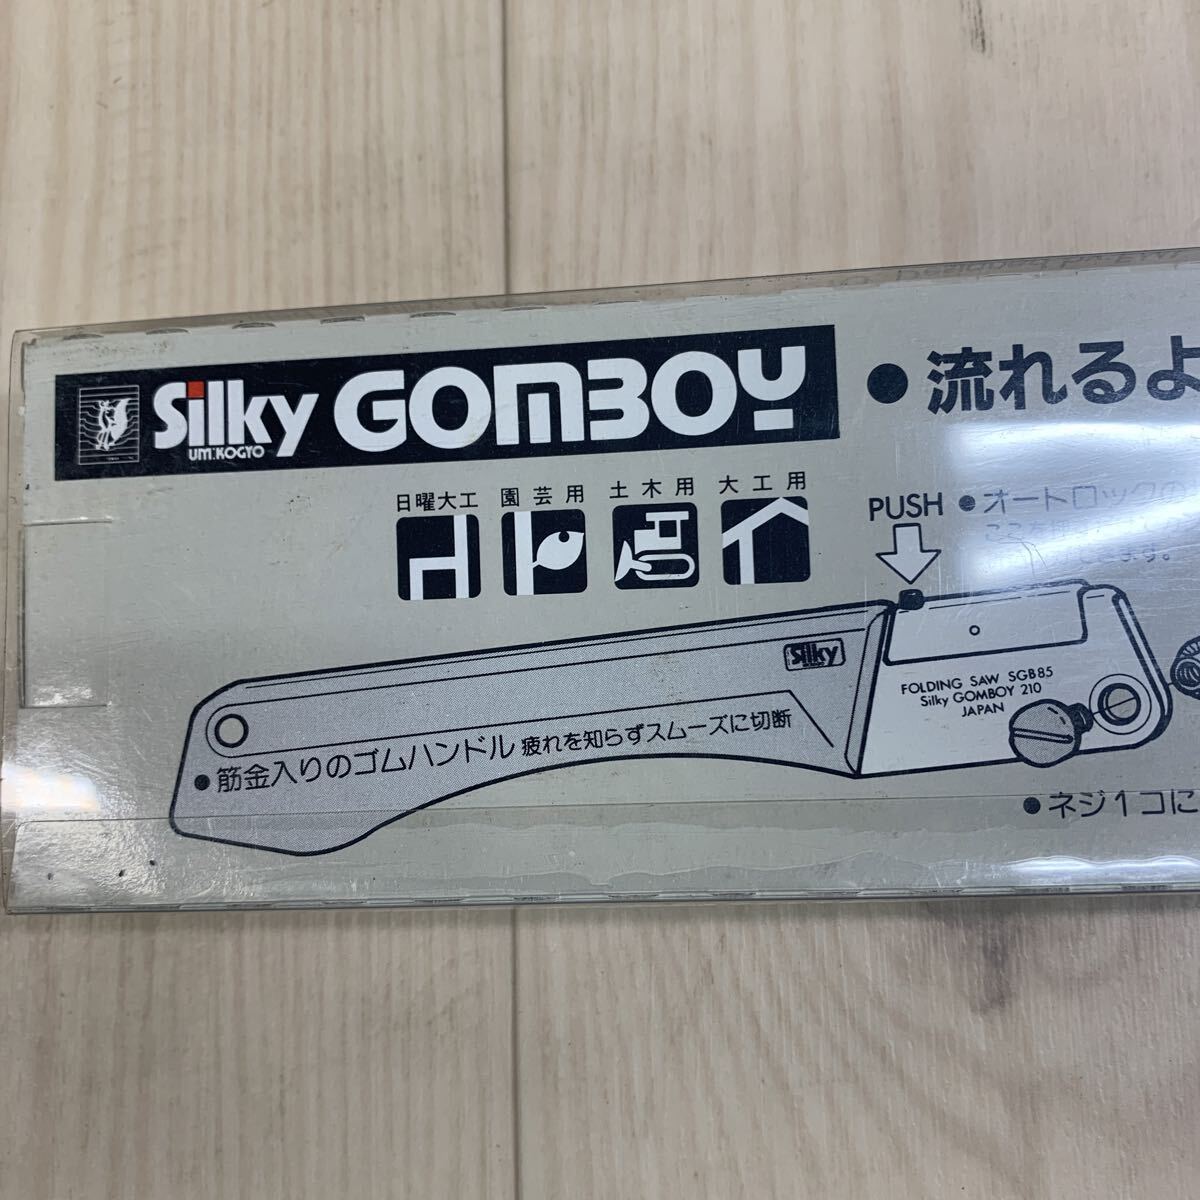 Silky GOMBOY
UM.KOGYO
●流れるよ
日曜大工 園芸用 土木用 大工用
PUSH
●オートロックの
Silky
FOLDING SAW SGB85
Silky GOMBOY 210
JAPAN
●筋金入りのゴムハンドル 疲れを知らずスムーズに切断
●ネジ1コに